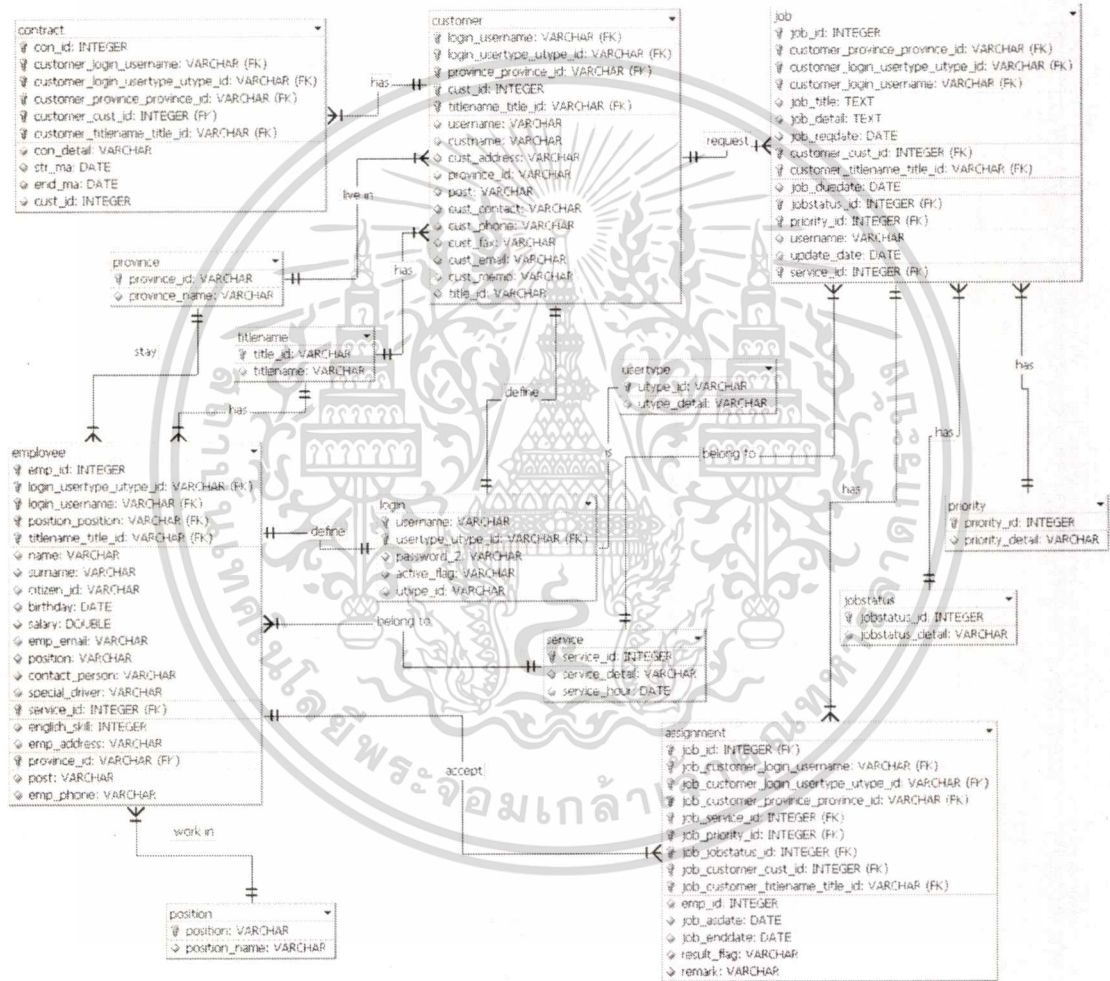 contract
con_id: INTEGER
customer_login_username: VARCHAR (FK)
customer_login_usertype_utype_id: VARCHAR (FK)
customer_province_province_id: VARCHAR (FK)
customer_cust_id: INTEGER (FK)
customer_titlename_title_id: VARCHAR (FK)
con_detail: VARCHAR
str_ma: DATE
end_ma: DATE
cust_id: INTEGER
has
customer
login_username: VARCHAR (FK)
login_usertype_utype_id: VARCHAR (FK)
province_province_id: VARCHAR (FK)
cust_id: INTEGER
titlename_title_id: VARCHAR (FK)
username: VARCHAR
custname: VARCHAR
cust_address: VARCHAR
province_id: VARCHAR
post: VARCHAR
cust_contact: VARCHAR
cust_phone: VARCHAR
cust_fax: VARCHAR
cust_email: VARCHAR
cust_memo: VARCHAR
title_id: VARCHAR
request
job
job_id: INTEGER
customer_province_province_id: VARCHAR (FK)
customer_login_usertype_utype_id: VARCHAR (FK)
customer_login_username: VARCHAR (FK)
job_title: TEXT
job_detail: TEXT
job_reqdate: DATE
customer_cust_id: INTEGER (FK)
customer_titlename_title_id: VARCHAR (FK)
job_duedate: DATE
jobstatus_id: INTEGER (FK)
priority_id: INTEGER (FK)
username: VARCHAR
update_date: DATE
service_id: INTEGER (FK)
live in
has
province
province_id: VARCHAR
province_name: VARCHAR
stay
titlename
title_id: VARCHAR
titlename: VARCHAR
has
define
usertype
utype_id: VARCHAR
utype_detail: VARCHAR
is
belong to
has
has
has
employee
emp_id: INTEGER
login_usertype_utype_id: VARCHAR (FK)
login_username: VARCHAR (FK)
position_position: VARCHAR (FK)
titlename_title_id: VARCHAR (FK)
name: VARCHAR
surname: VARCHAR
citizen_id: VARCHAR
birthday: DATE
salary: DOUBLE
emp_email: VARCHAR
position: VARCHAR
contact_person: VARCHAR
special_driver: VARCHAR
service_id: INTEGER (FK)
english_skill: INTEGER
emp_address: VARCHAR
province_id: VARCHAR (FK)
post: VARCHAR
emp_phone: VARCHAR
define
login
username: VARCHAR
usertype_utype_id: VARCHAR (FK)
password_2: VARCHAR
active_flag: VARCHAR
utype_id: VARCHAR
belong to
priority
priority_id: INTEGER
priority_detail: VARCHAR
jobstatus
jobstatus_id: INTEGER
jobstatus_detail: VARCHAR
service
service_id: INTEGER
service_detail: VARCHAR
service_hour: DATE
accept
assignment
job_id: INTEGER (FK)
job_customer_login_username: VARCHAR (FK)
job_customer_login_usertype_utype_id: VARCHAR (FK)
job_customer_province_province_id: VARCHAR (FK)
job_service_id: INTEGER (FK)
job_priority_id: INTEGER (FK)
job_jobstatus_id: INTEGER (FK)
job_customer_cust_id: INTEGER (FK)
job_customer_titlename_title_id: VARCHAR (FK)
emp_id: INTEGER
job_asdate: DATE
job_enddate: DATE
result_flag: VARCHAR
remark: VARCHAR
work in
position
position: VARCHAR
position_name: VARCHAR